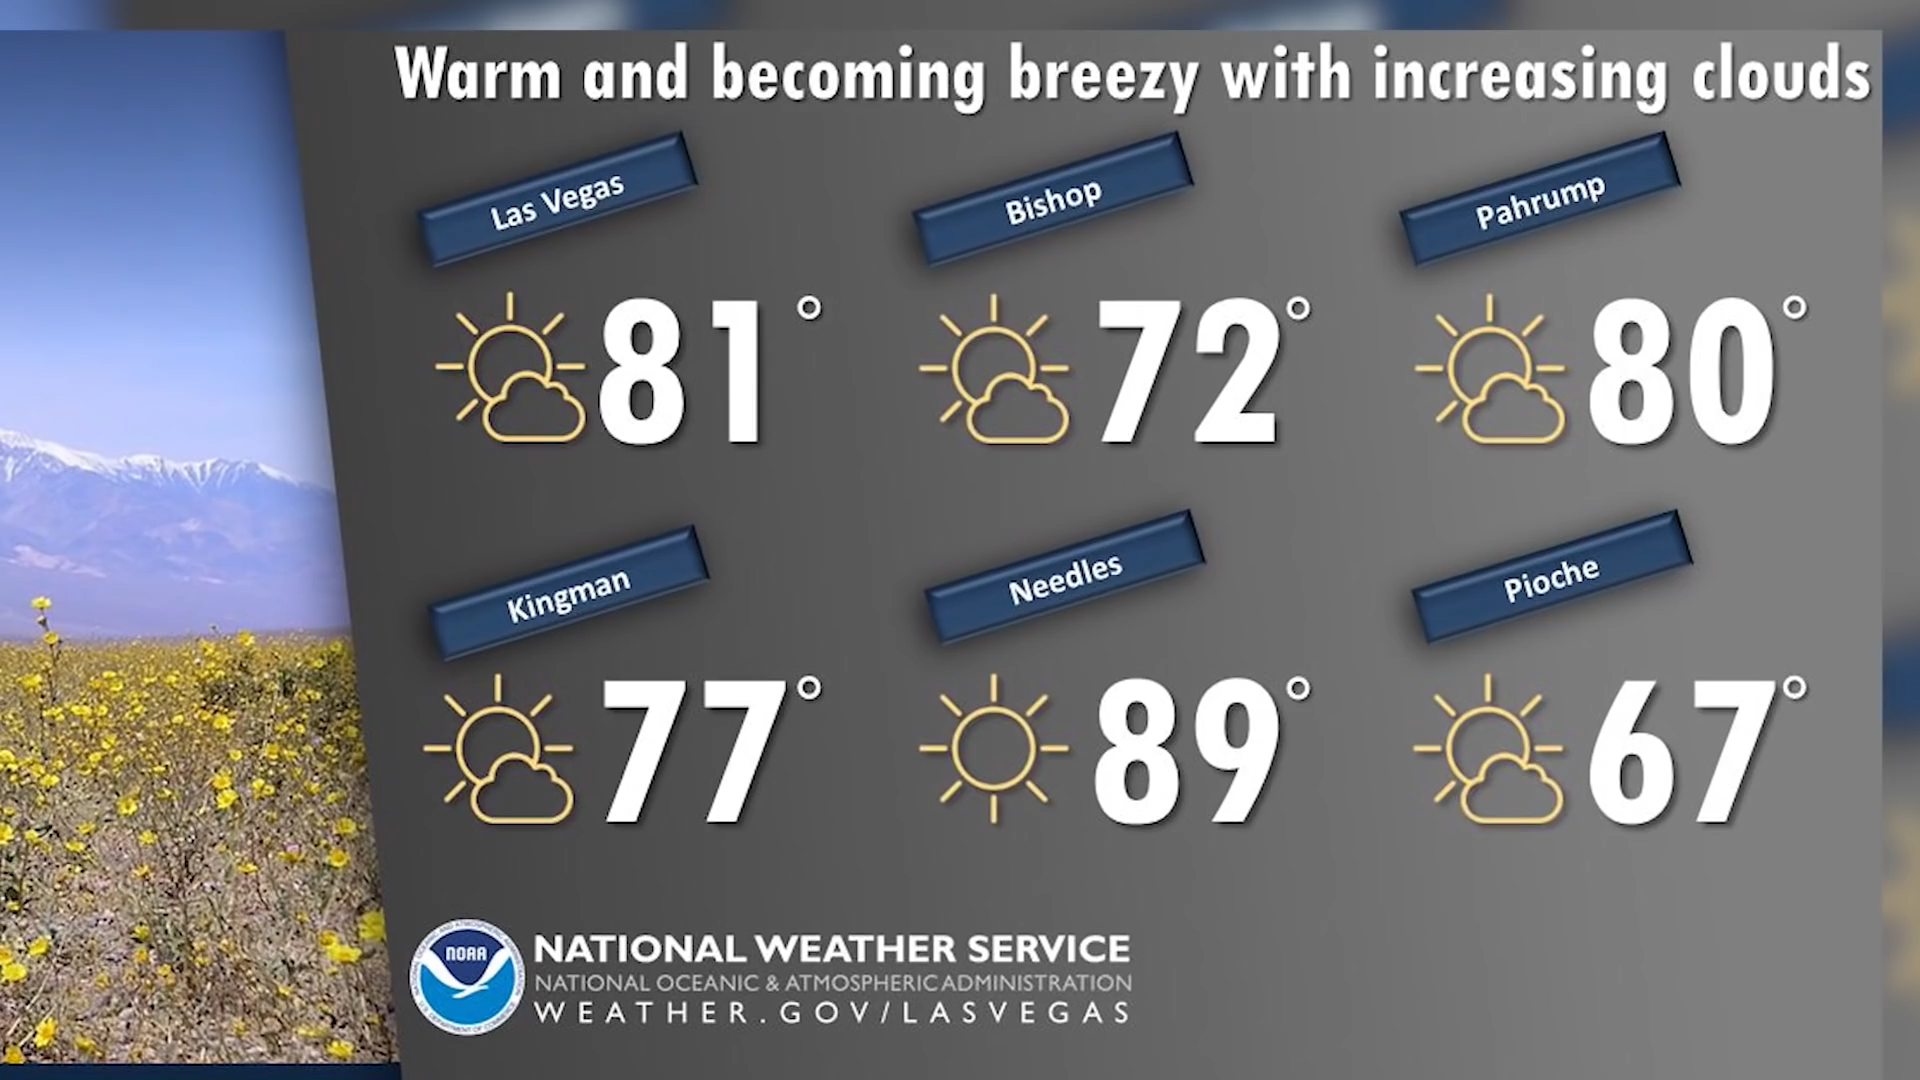 Warm and becoming breezy with increasing clouds
Las Vegas
Bishop
Pahrump
81°
72°
80°
Kingman
Needles
Pioche
77°
89°
67°
NOAA
NATIONAL WEATHER SERVICE
NATIONAL OCEANIC & ATMOSPHERIC ADMINISTRATION
WEATHER.GOV/LASVEGAS